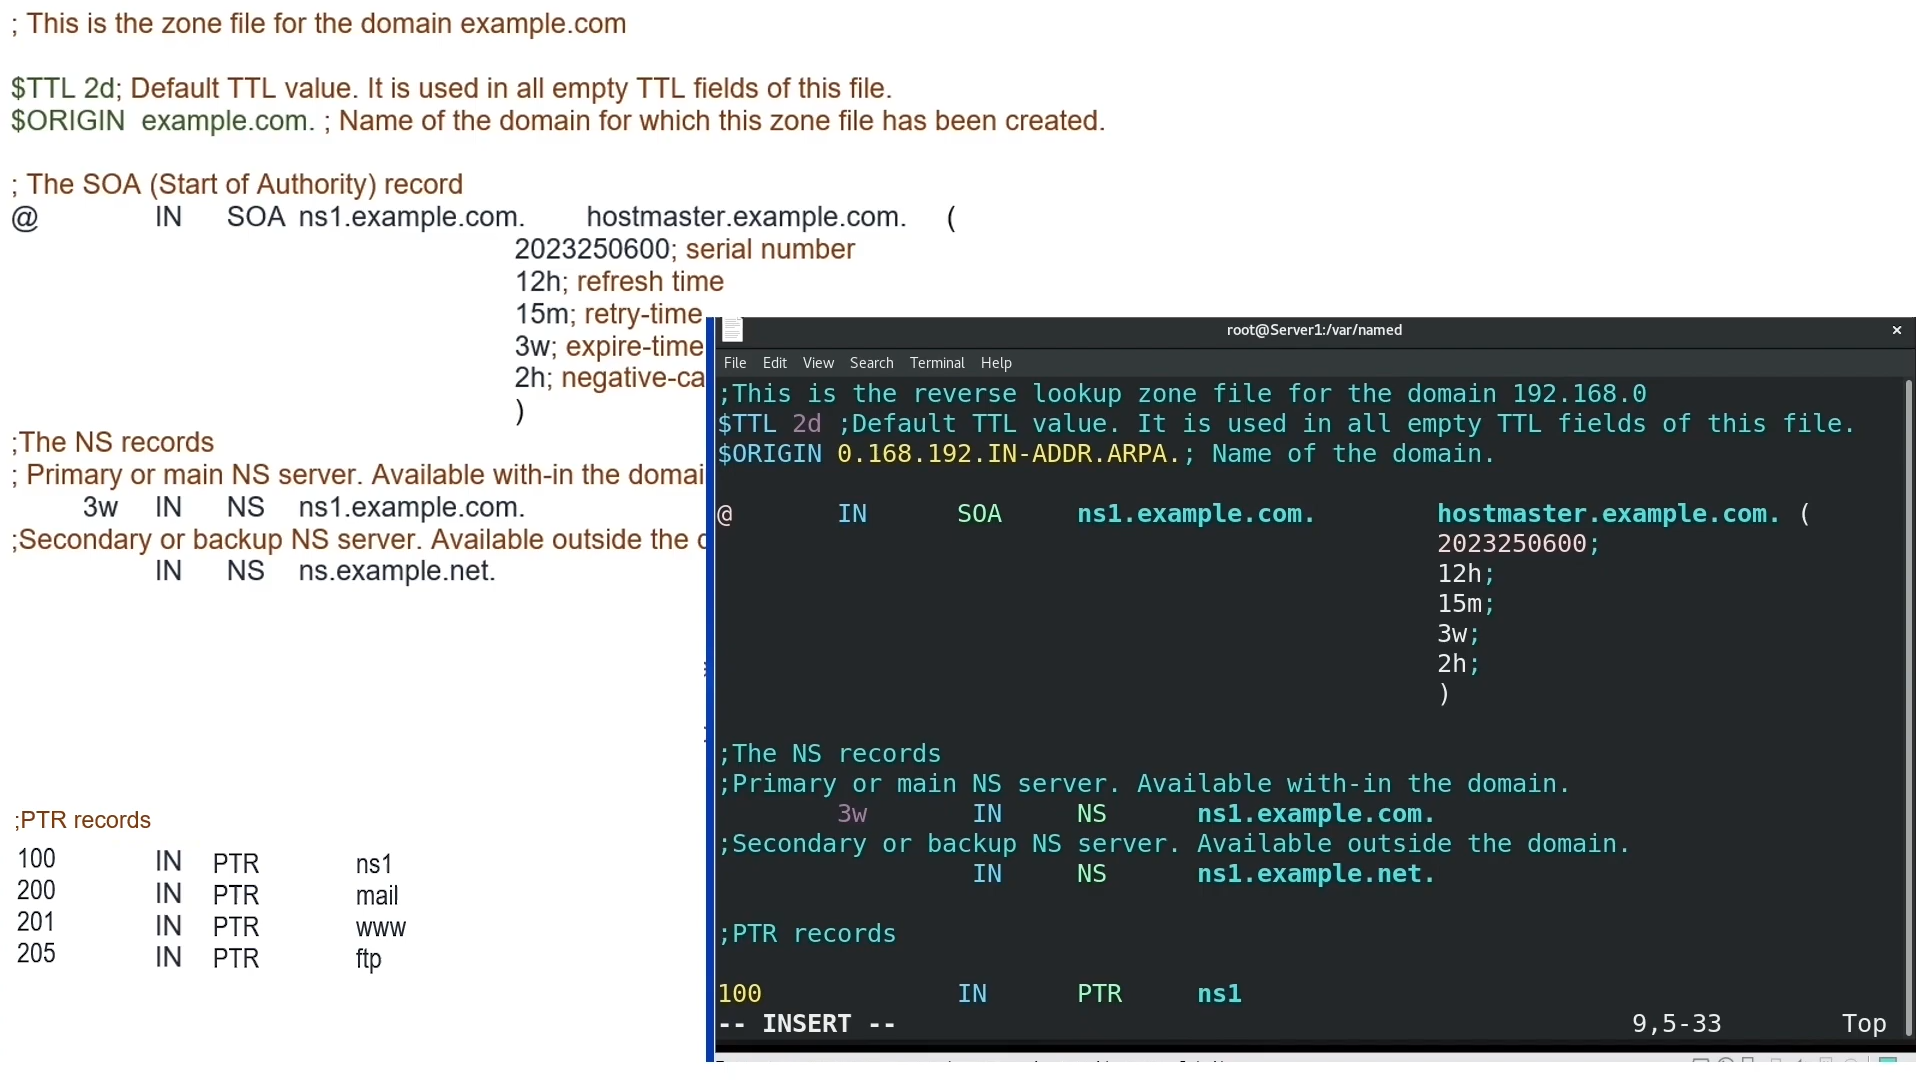 ; This is the zone file for the domain example.com
$TTL 2d; Default TTL value. It is used in all empty TTL fields of this file.
$ORIGIN example.com. ; Name of the domain for which this zone file has been created.
; The SOA (Start of Authority) record
@ IN SOA ns1.example.com. hostmaster.example.com. (
2023250600; serial number
12h; refresh time
15m; retry-time
3w; expire-time
2h; negative-ca
)
;The NS records
; Primary or main NS server. Available with-in the domai
3w IN NS ns1.example.com.
;Secondary or backup NS server. Available outside the
IN NS ns.example.net.
;PTR records
100 IN PTR ns1
200 IN PTR mail
201 IN PTR www
205 IN PTR ftp
root@Server1:/var/named ×
File Edit View Search Terminal Help
;This is the reverse lookup zone file for the domain 192.168.0
$TTL 2d ;Default TTL value. It is used in all empty TTL fields of this file.
$ORIGIN 0.168.192.IN-ADDR.ARPA.; Name of the domain.
@ IN SOA ns1.example.com. hostmaster.example.com. (
2023250600;
12h;
15m;
3w;
2h;
)
;The NS records
;Primary or main NS server. Available with-in the domain.
3w IN NS ns1.example.com.
;Secondary or backup NS server. Available outside the domain.
IN NS ns1.example.net.
;PTR records
100 IN PTR ns1
-- INSERT -- 9,5-33 Top